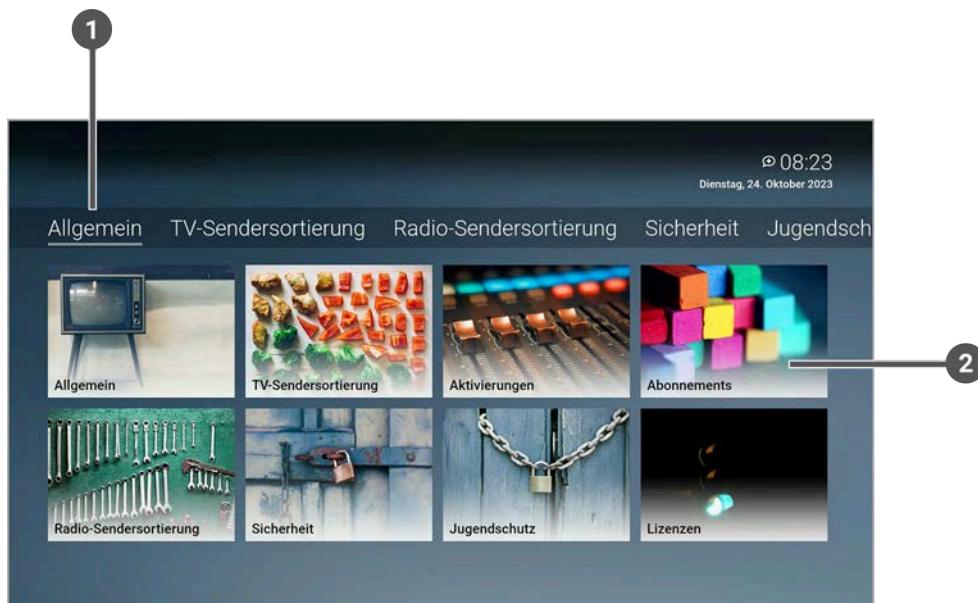 1
08:23
Dienstag, 24. Oktober 2023
Allgemein TV-Sendersortierung Radio-Sendersortierung Sicherheit Jugendsch
2
Allgemein TV-Sendersortierung Aktivierungen Abonnements
Radio-Sendersortierung Sicherheit Jugendschutz Lizenzen